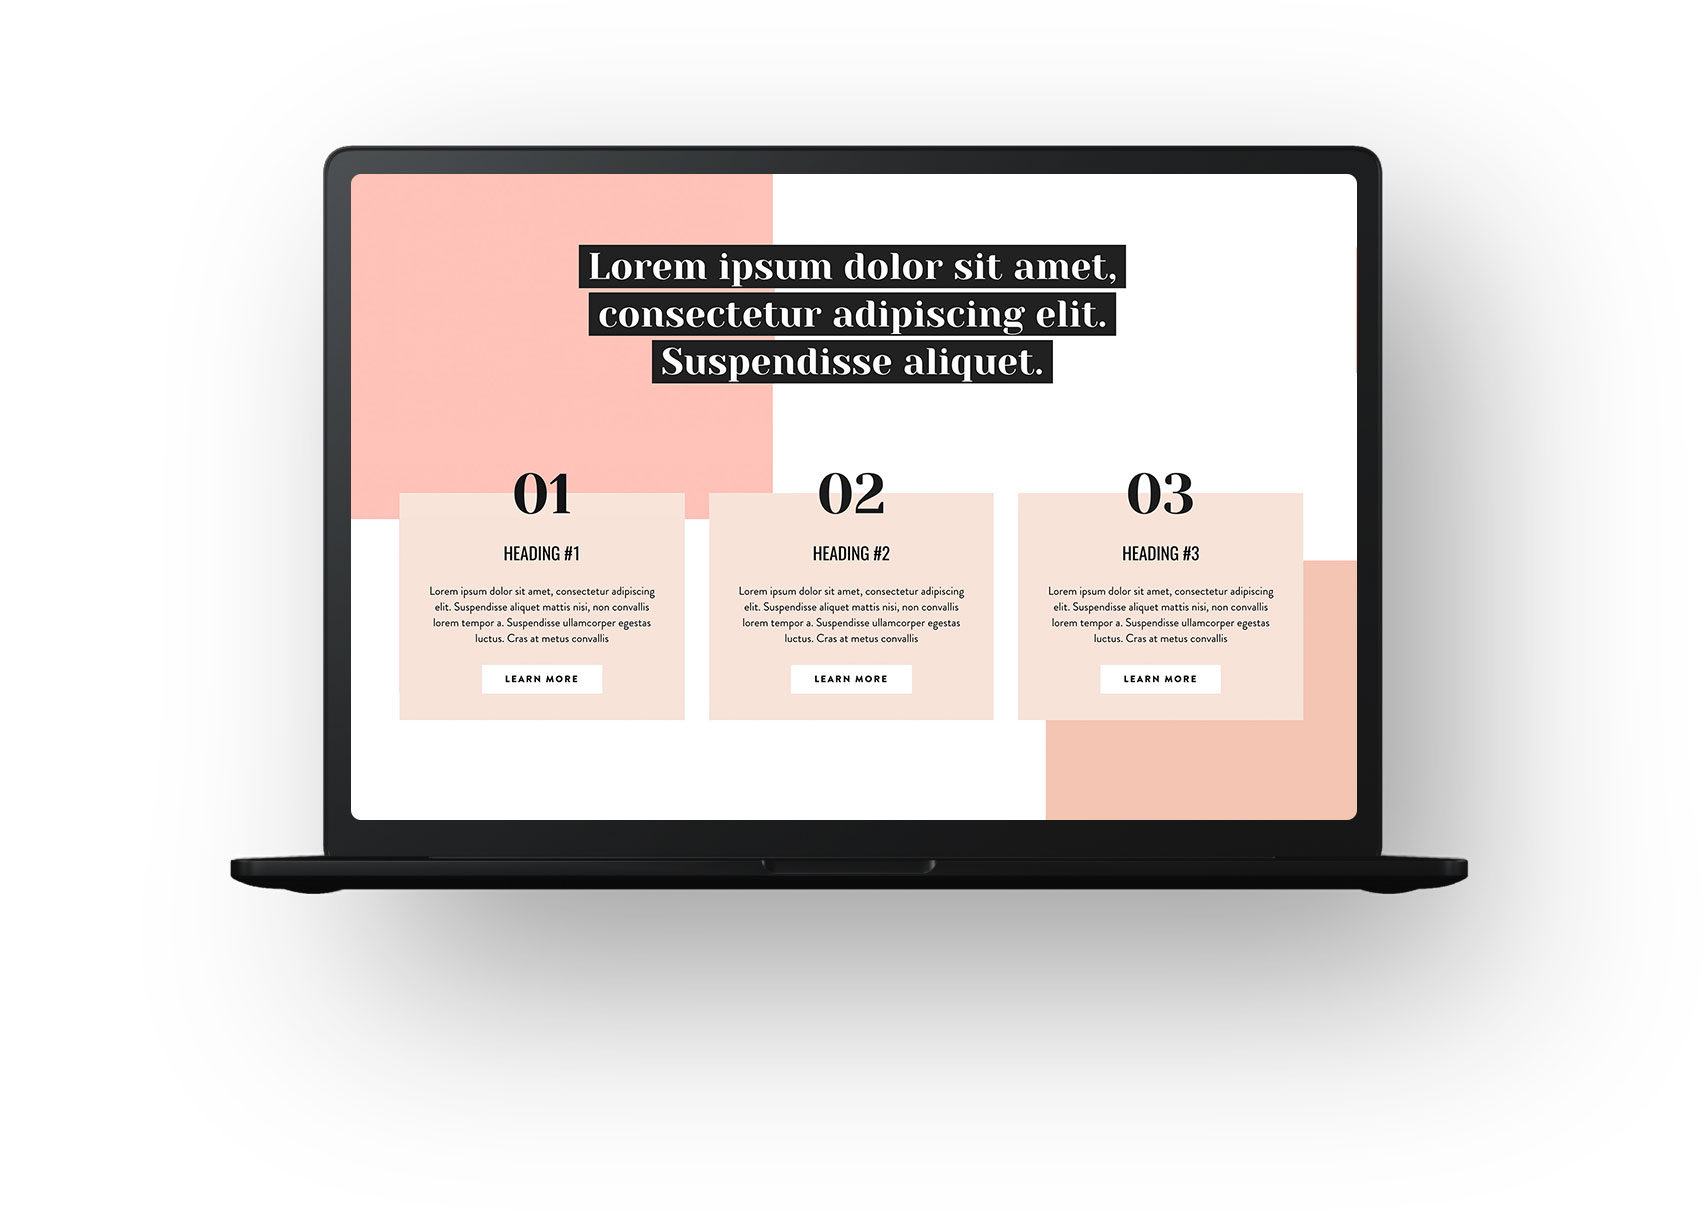 Lorem ipsum dolor sit amet,
consectetur adipiscing elit.
Suspendisse aliquet.
01
HEADING #1
Lorem ipsum dolor sit amet, consectetur adipiscing
elit. Suspendisse aliquet mattis nisi, non convallis
lorem tempor a. Suspendisse ullamcorper egestas
luctus. Cras at metus convallis
LEARN MORE
02
HEADING #2
Lorem ipsum dolor sit amet, consectetur adipiscing
elit. Suspendisse aliquet mattis nisi, non convallis
lorem tempor a. Suspendisse ullamcorper egestas
luctus. Cras at metus convallis
LEARN MORE
03
HEADING #3
Lorem ipsum dolor sit amet, consectetur adipiscing
elit. Suspendisse aliquet mattis nisi, non convallis
lorem tempor a. Suspendisse ullamcorper egestas
luctus. Cras at metus convallis
LEARN MORE